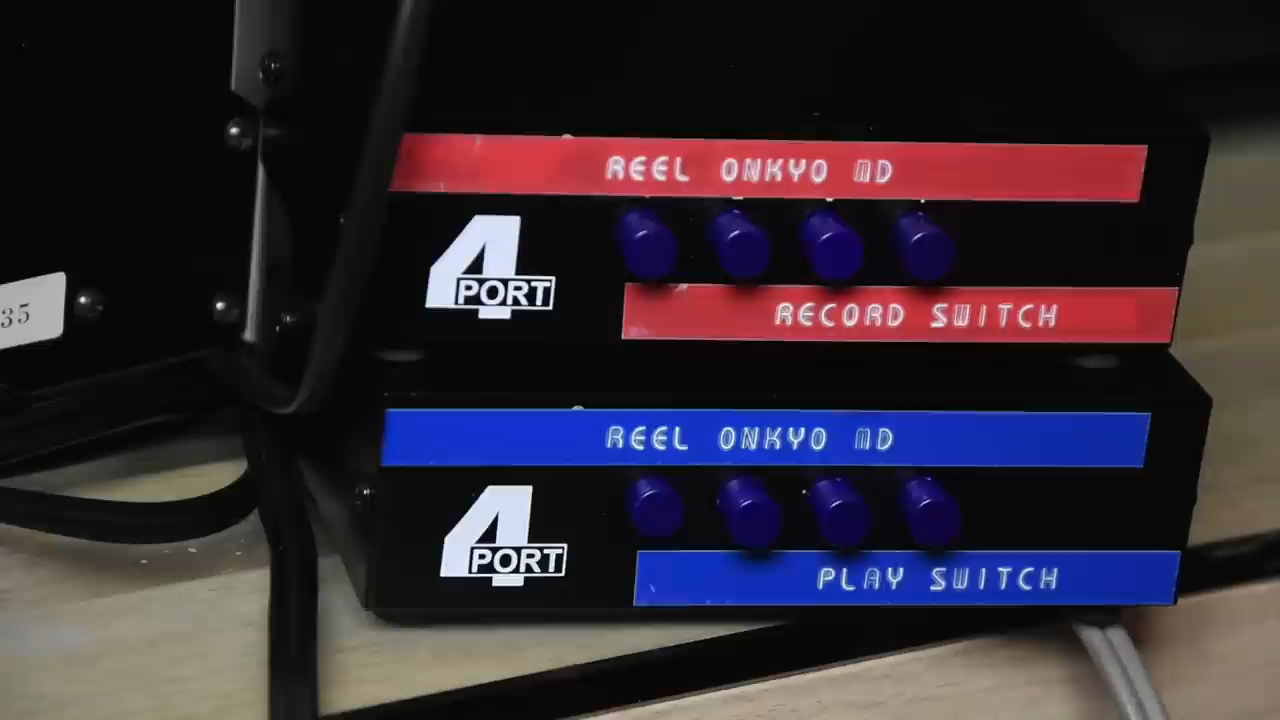 REEL ONKYO MD
4 PORT
RECORD SWITCH
35
REEL ONKYO MD
4 PORT
PLAY SWITCH